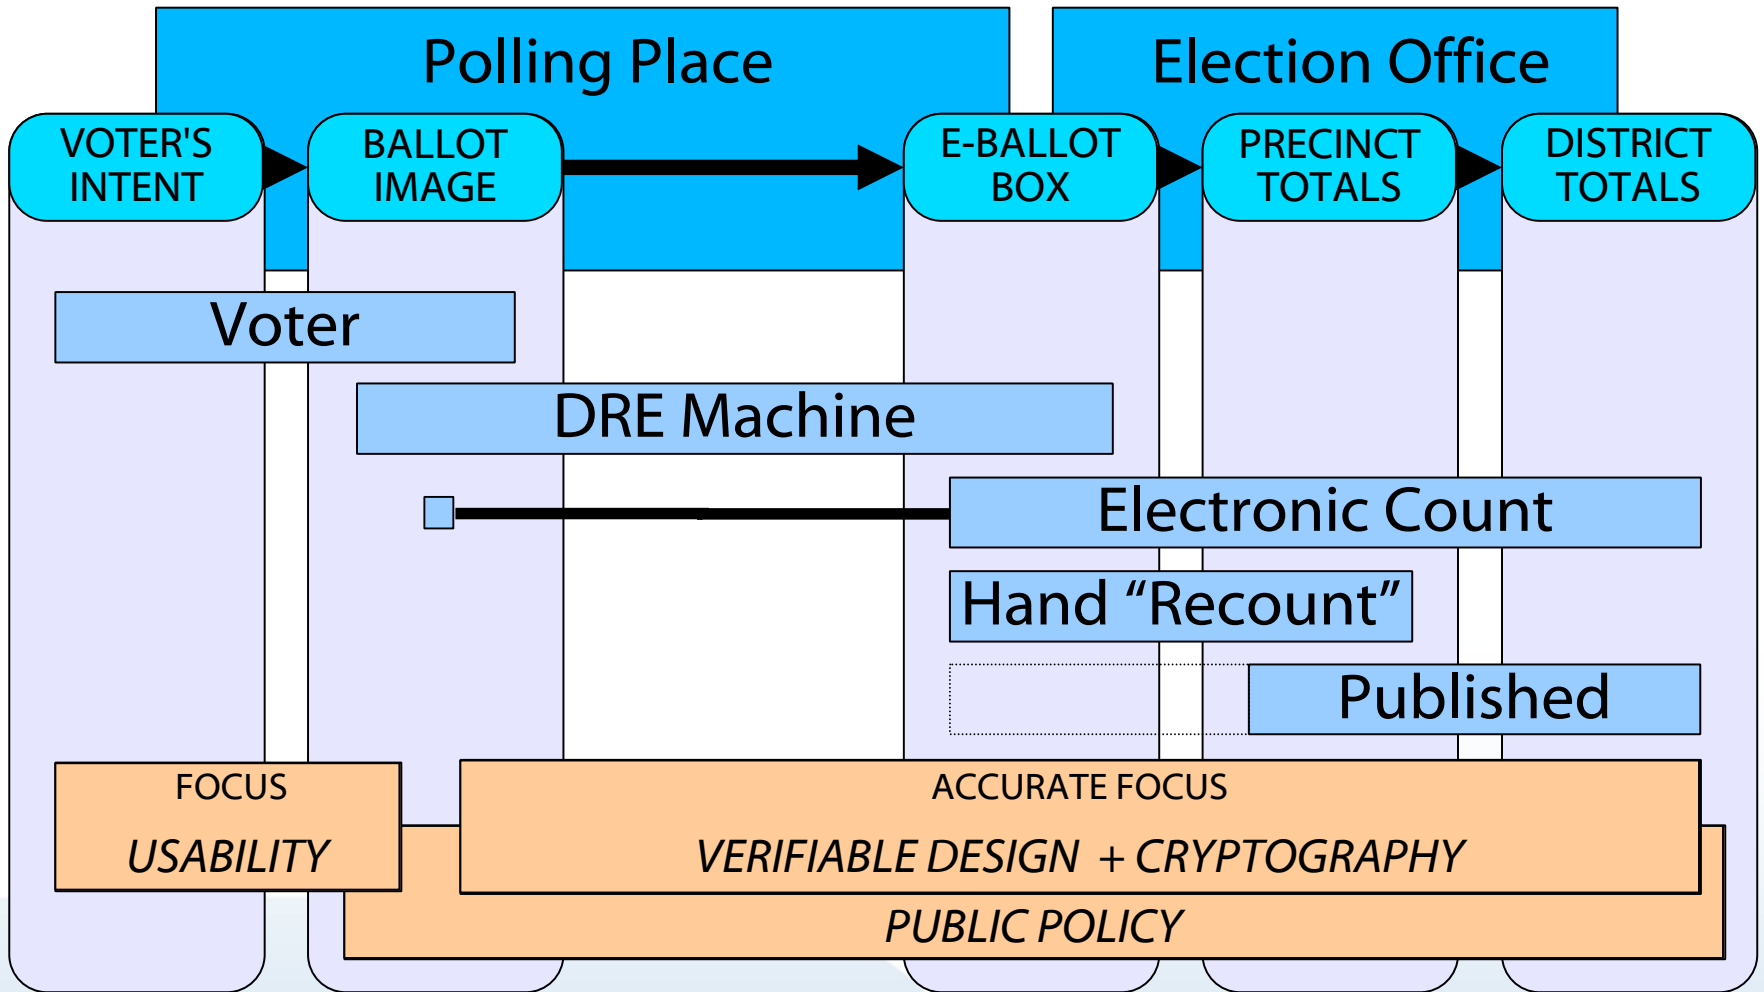 Polling Place
Election Office
VOTER'S
INTENT
BALLOT
IMAGE
E-BALLOT
BOX
PRECINCT
TOTALS
DISTRICT
TOTALS
Voter
DRE Machine
Electronic Count
Hand “Recount”
Published
FOCUS
USABILITY
ACCURATE FOCUS
VERIFIABLE DESIGN + CRYPTOGRAPHY
PUBLIC POLICY